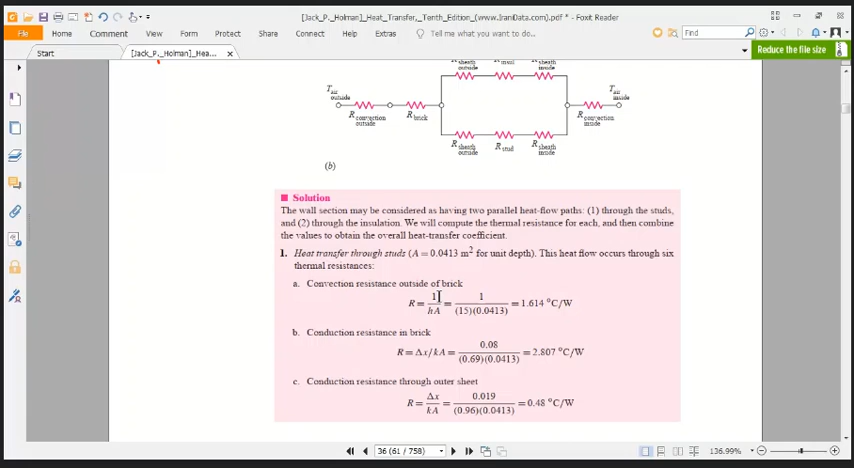 [Jack_P._Holman]_Heat_Transfer,_Tenth_Edition_(www.IranData.com).pdf * - Foxit Reader
File Home Comment View Form Protect Share Connect Help Extras Tell me what you want to do... Find
Start [Jack_P._Holman]_Hea... Reduce the file size
R sheath outside R insul R sheath inside
T air outside T air inside
R convection outside R brick R convection inside
R sheath outside R stud R sheath inside
(b)
Solution
The wall section may be considered as having two parallel heat-flow paths: (1) through the studs,
and (2) through the insulation. We will compute the thermal resistance for each, and then combine
the values to obtain the overall heat-transfer coefficient.
1. Heat transfer through studs (A = 0.0413 m² for unit depth). This heat flow occurs through six
thermal resistances:
a. Convection resistance outside of brick
R = 1/hA = 1/(15)(0.0413) = 1.614 °C/W
b. Conduction resistance in brick
R = Δx/kA = 0.08/(0.69)(0.0413) = 2.807 °C/W
c. Conduction resistance through outer sheet
R = Δx/kA = 0.019/(0.96)(0.0413) = 0.48 °C/W
36 (61 / 758) 136.99%